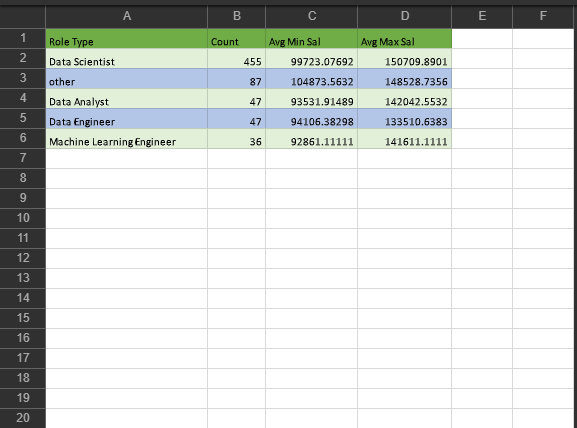 A B C D E F
1 Role Type Count Avg Min Sal Avg Max Sal
2 Data Scientist 455 99723.07692 150709.8901
3 other 87 104873.5632 148528.7356
4 Data Analyst 47 93531.91489 142042.5532
5 Data Engineer 47 94106.38298 133510.6383
6 Machine Learning Engineer 36 92861.11111 141611.1111
7
8
9
10
11
12
13
14
15
16
17
18
19
20